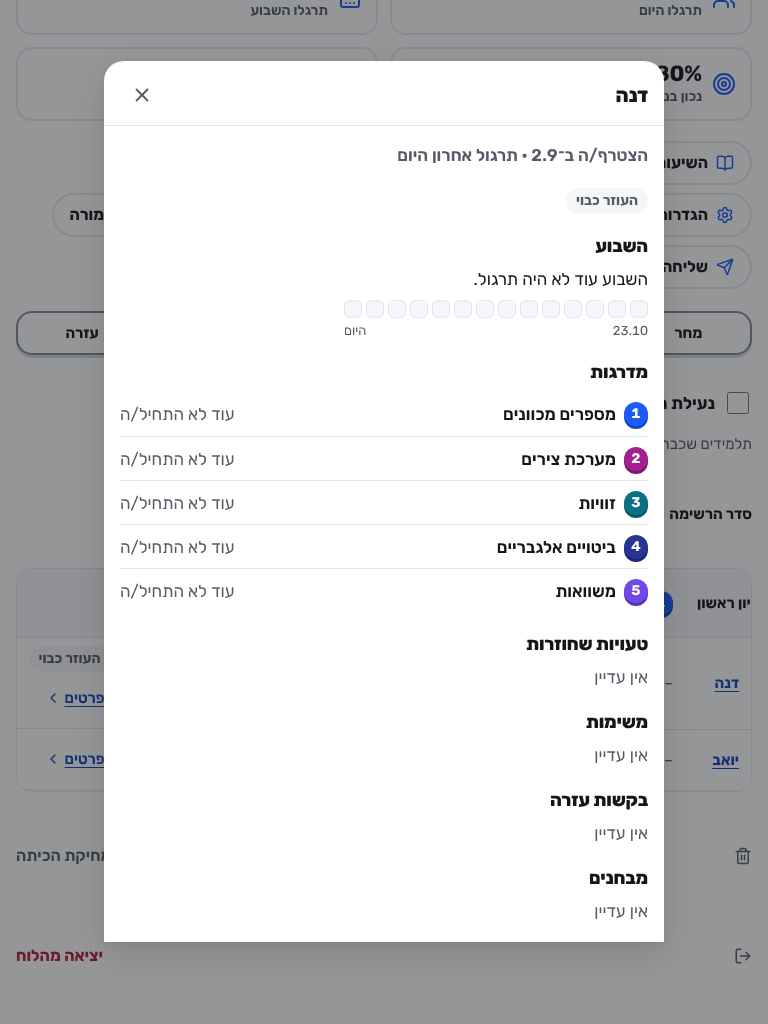 תרגלו היום
תרגלו השבוע
80%
דנה
הצטרף/ה ב־2.9 • תרגול אחרון היום
העוזר כבוי
השבוע
השבוע עוד לא היה תרגול.
23.10
היום
מדרגות
1 מספרים מכוונים עוד לא התחיל/ה
2 מערכת צירים עוד לא התחיל/ה
3 זוויות עוד לא התחיל/ה
4 ביטויים אלגבריים עוד לא התחיל/ה
5 משוואות עוד לא התחיל/ה
טעויות שחוזרות
אין עדיין
משימות
אין עדיין
בקשות עזרה
אין עדיין
מבחנים
אין עדיין
נכון
שליחה
מחר
עזרה
נעילת
תלמידים שכבר
סדר הרשימה
ראשון
העוזר כבוי
דנה
–
פרטים
יואב
–
פרטים
מחיקת הכיתה
יציאה מהלוח